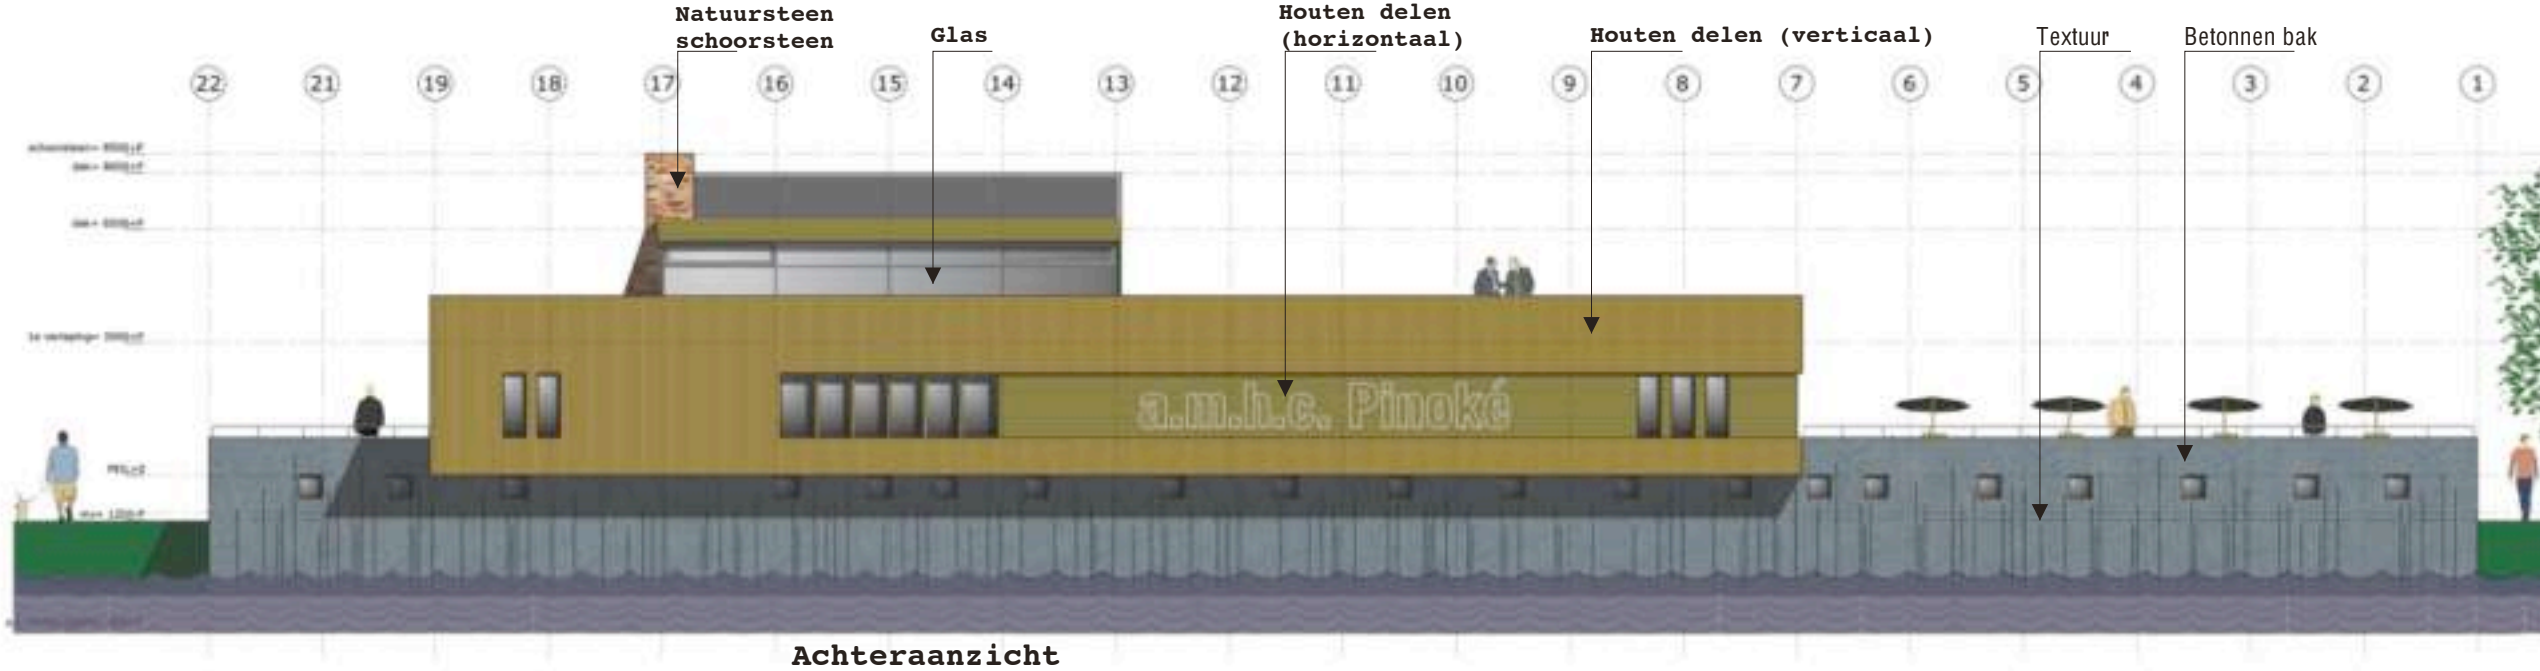 Natuursteen
schoorsteen
Glas
Houten delen
(horizontaal)
Houten delen (verticaal)
Textuur
Betonnen bak
22 21 19 18 17 16 15 14 13 12 11 10 9 8 7 6 5 4 3 2 1
a.m.h.c. Pinoké
Achteraanzicht